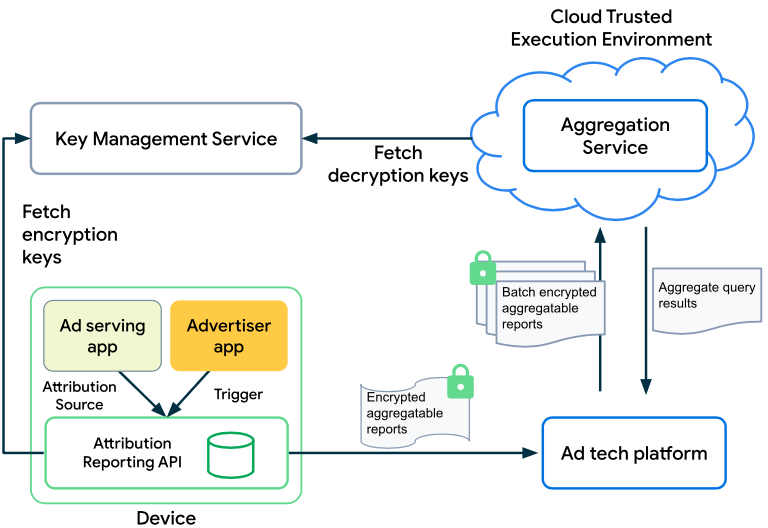 Cloud Trusted
Execution Environment
Key Management Service
Aggregation
Service
Fetch
decryption keys
Fetch
encryption
keys
Batch encrypted
aggregatable
reports
Aggregate query
results
Ad serving
app
Advertiser
app
Attribution
Source
Trigger
Encrypted
aggregatable
reports
Attribution
Reporting API
Ad tech platform
Device